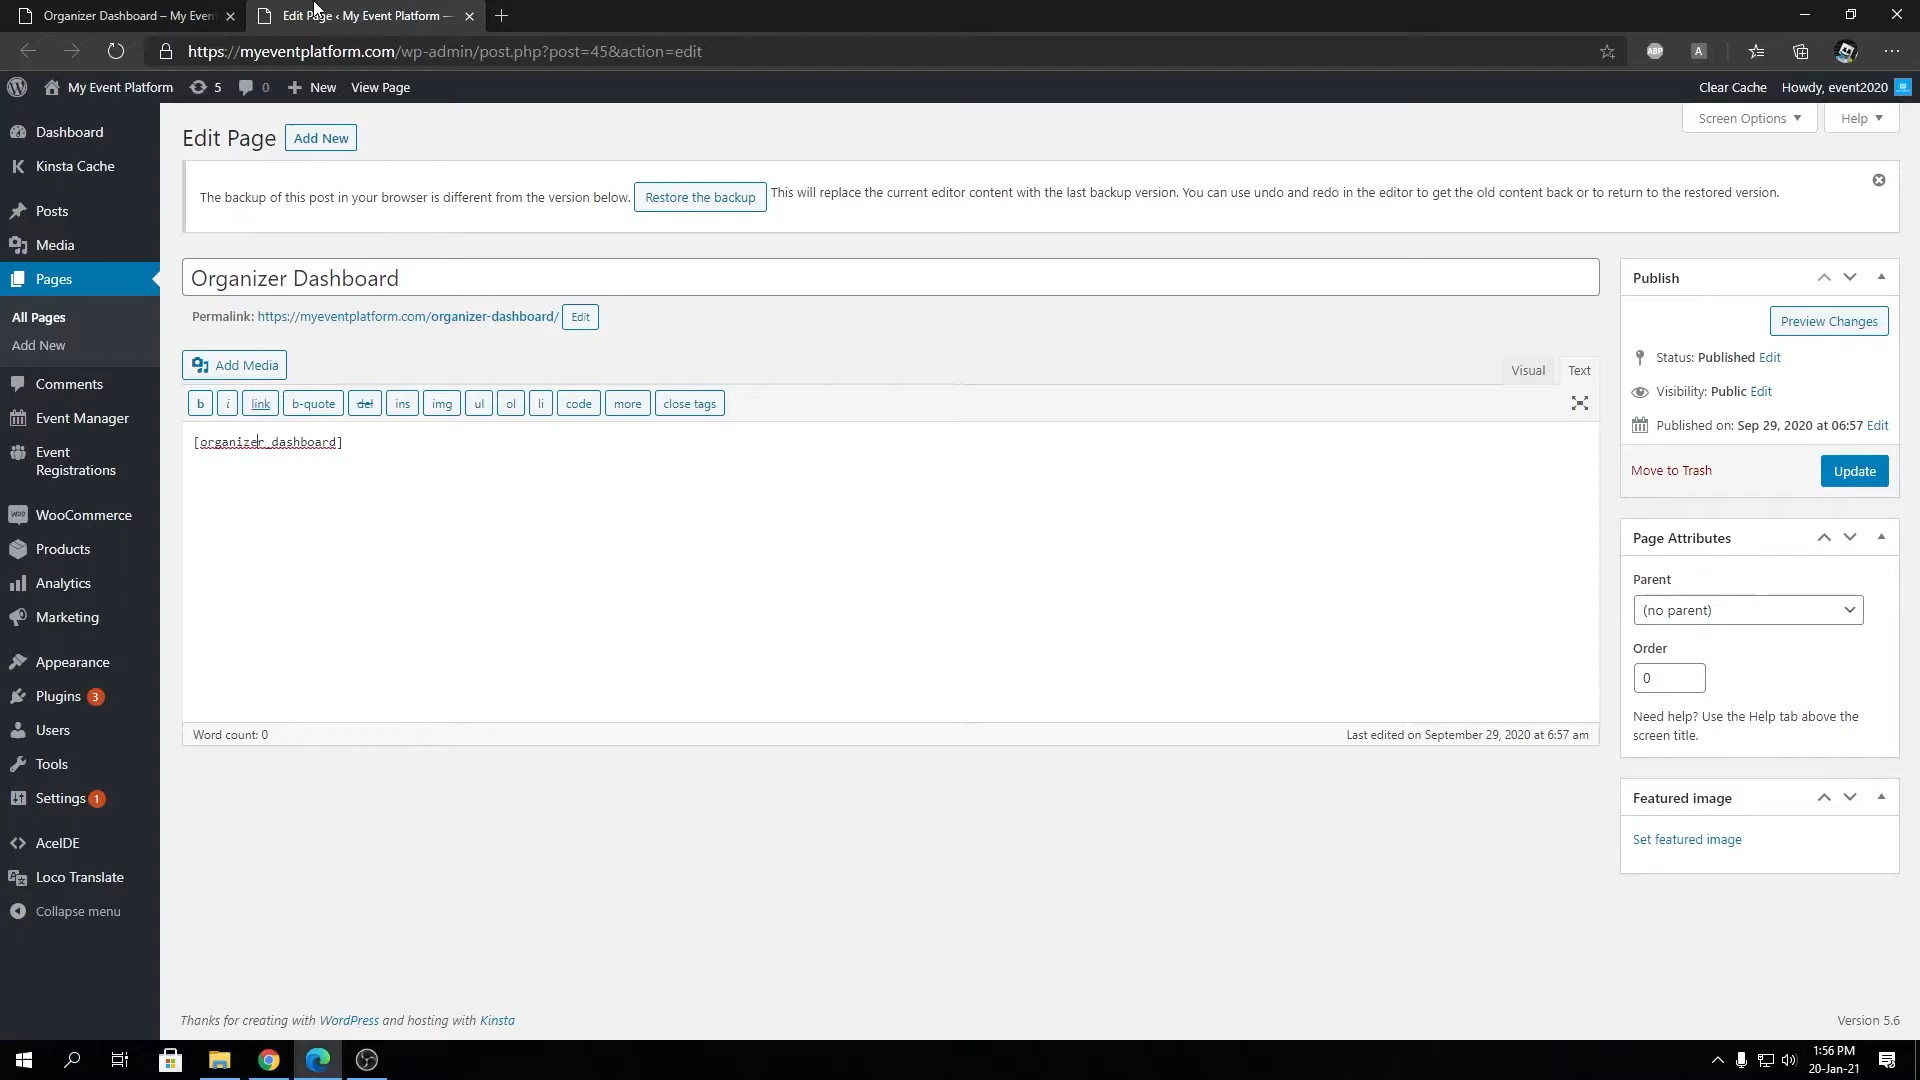 Organizer Dashboard – My Even
Edit Page ‹ My Event Platform —
https://myeventplatform.com/wp-admin/post.php?post=45&action=edit
ABP
A
My Event Platform
5
0
New
View Page
Clear Cache
Howdy, event2020
Dashboard
Kinsta Cache
Posts
Media
Pages
All Pages
Add New
Comments
Event Manager
Event
Registrations
WooCommerce
Products
Analytics
Marketing
Appearance
Plugins 3
Users
Tools
Settings 1
AceIDE
Loco Translate
Collapse menu
Screen Options
Help
Edit Page
Add New
The backup of this post in your browser is different from the version below. Restore the backup This will replace the current editor content with the last backup version. You can use undo and redo in the editor to get the old content back or to return to the restored version.
Organizer Dashboard
Permalink: https://myeventplatform.com/organizer-dashboard/ Edit
Add Media
Visual
Text
b
i
link
b-quote
del
ins
img
ul
ol
li
code
more
close tags
[organizer_dashboard]
Word count: 0
Last edited on September 29, 2020 at 6:57 am
Publish
Preview Changes
Status: Published Edit
Visibility: Public Edit
Published on: Sep 29, 2020 at 06:57 Edit
Move to Trash
Update
Page Attributes
Parent
(no parent)
Order
0
Need help? Use the Help tab above the
screen title.
Featured image
Set featured image
Thanks for creating with WordPress and hosting with Kinsta
Version 5.6
1:56 PM
20-Jan-21